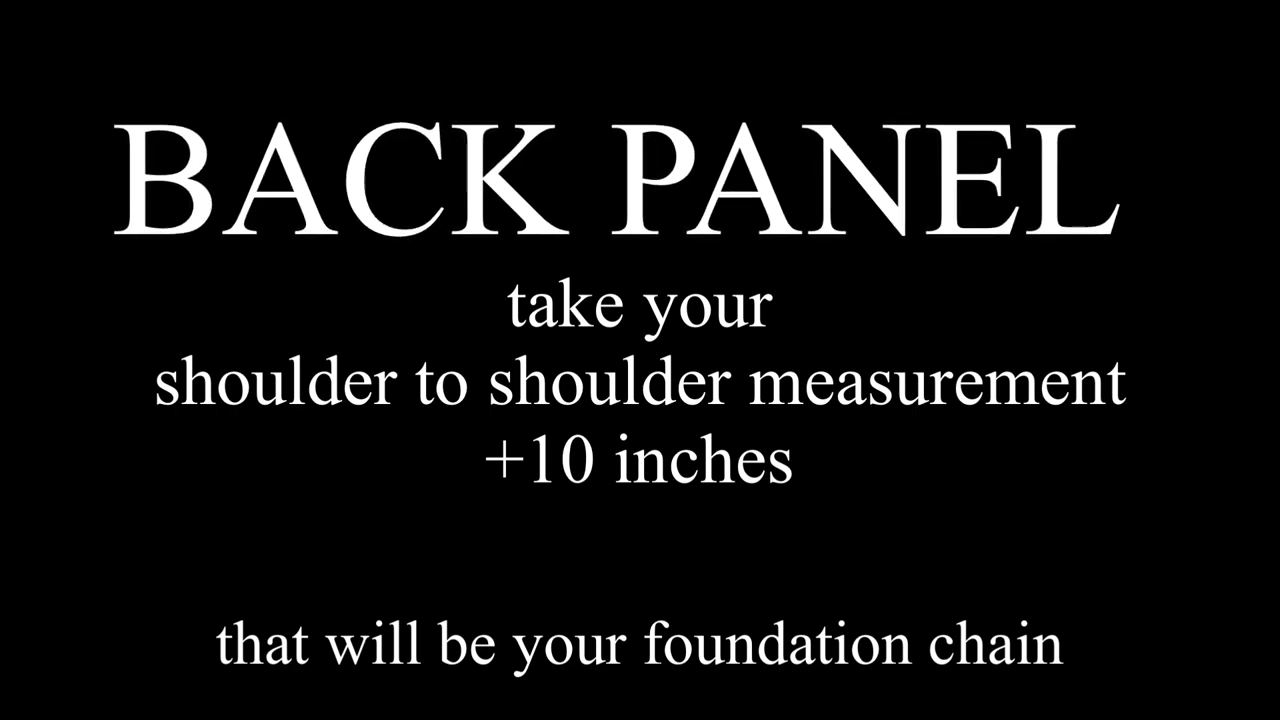 BACK PANEL
take your
shoulder to shoulder measurement
+10 inches
that will be your foundation chain